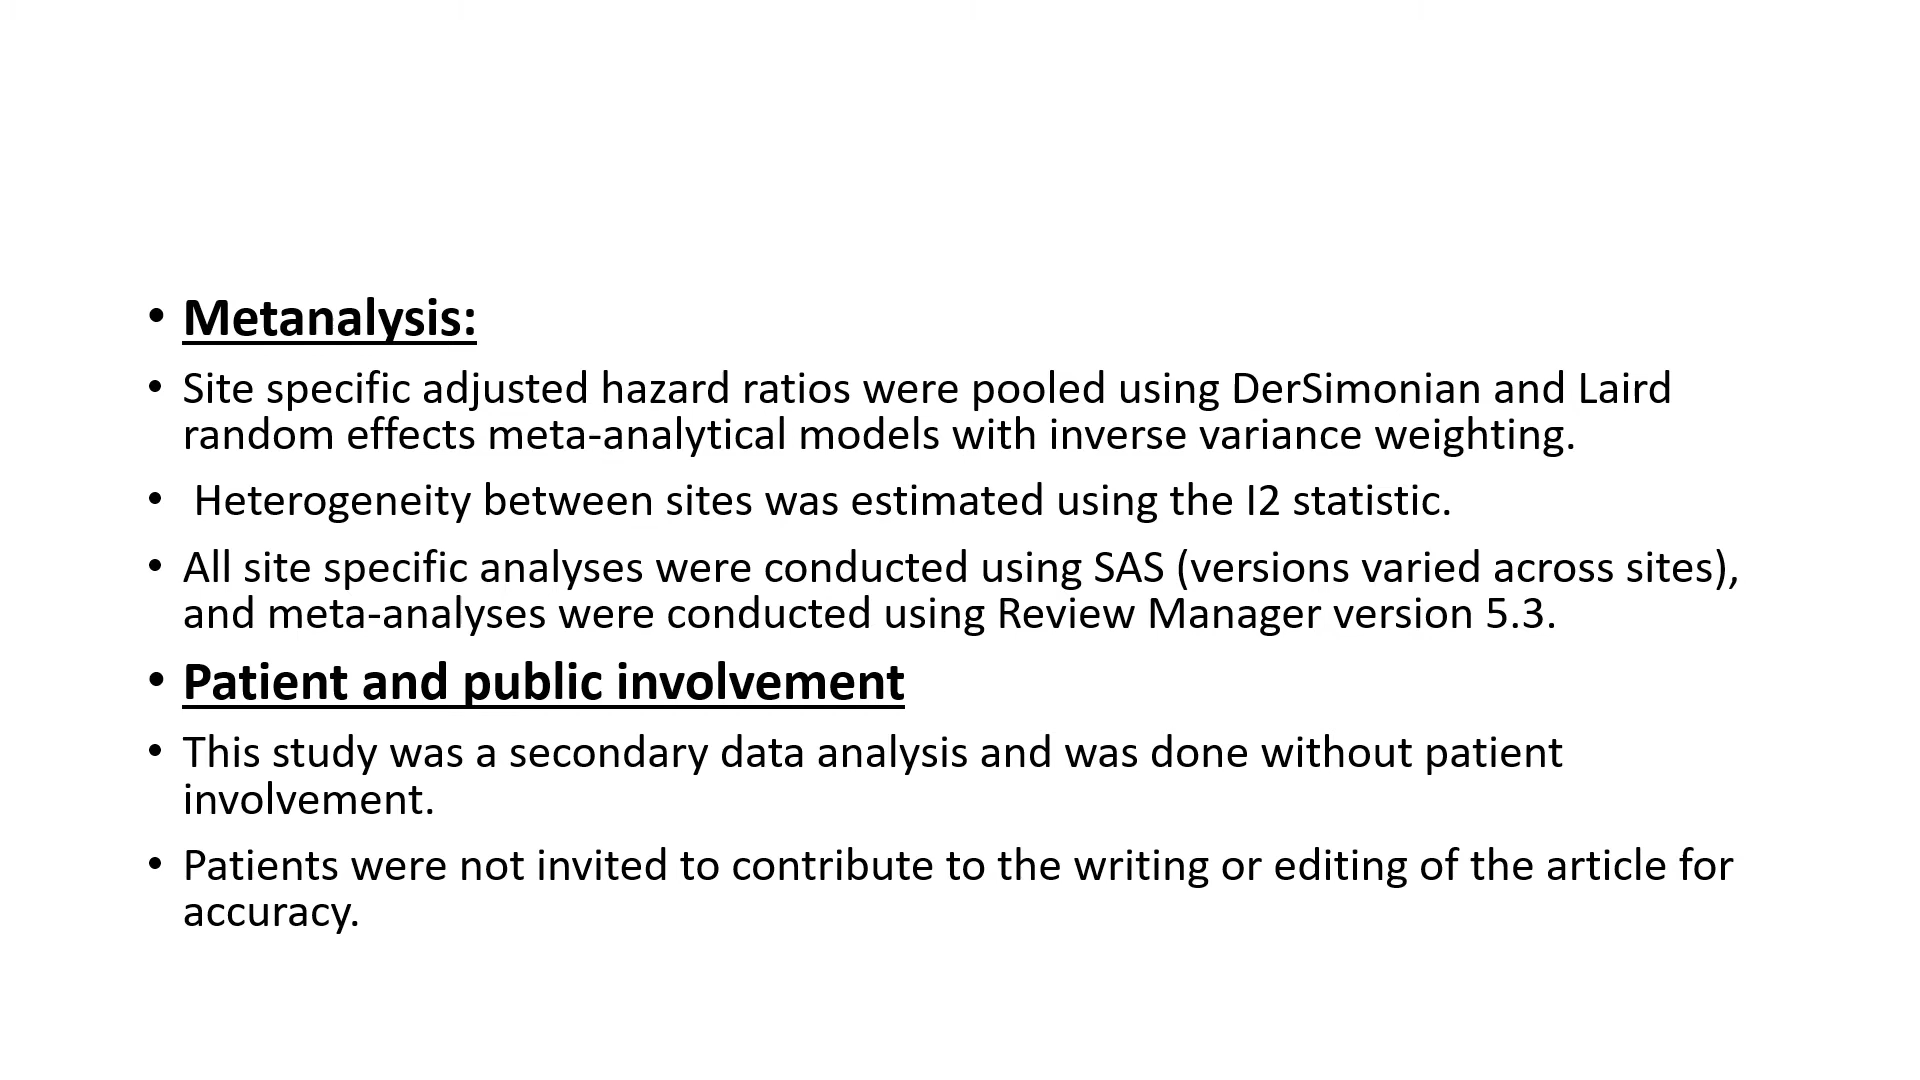 • Metanalysis:
• Site specific adjusted hazard ratios were pooled using DerSimonian and Laird
random effects meta-analytical models with inverse variance weighting.
• Heterogeneity between sites was estimated using the I2 statistic.
• All site specific analyses were conducted using SAS (versions varied across sites),
and meta-analyses were conducted using Review Manager version 5.3.
• Patient and public involvement
• This study was a secondary data analysis and was done without patient
involvement.
• Patients were not invited to contribute to the writing or editing of the article for
accuracy.